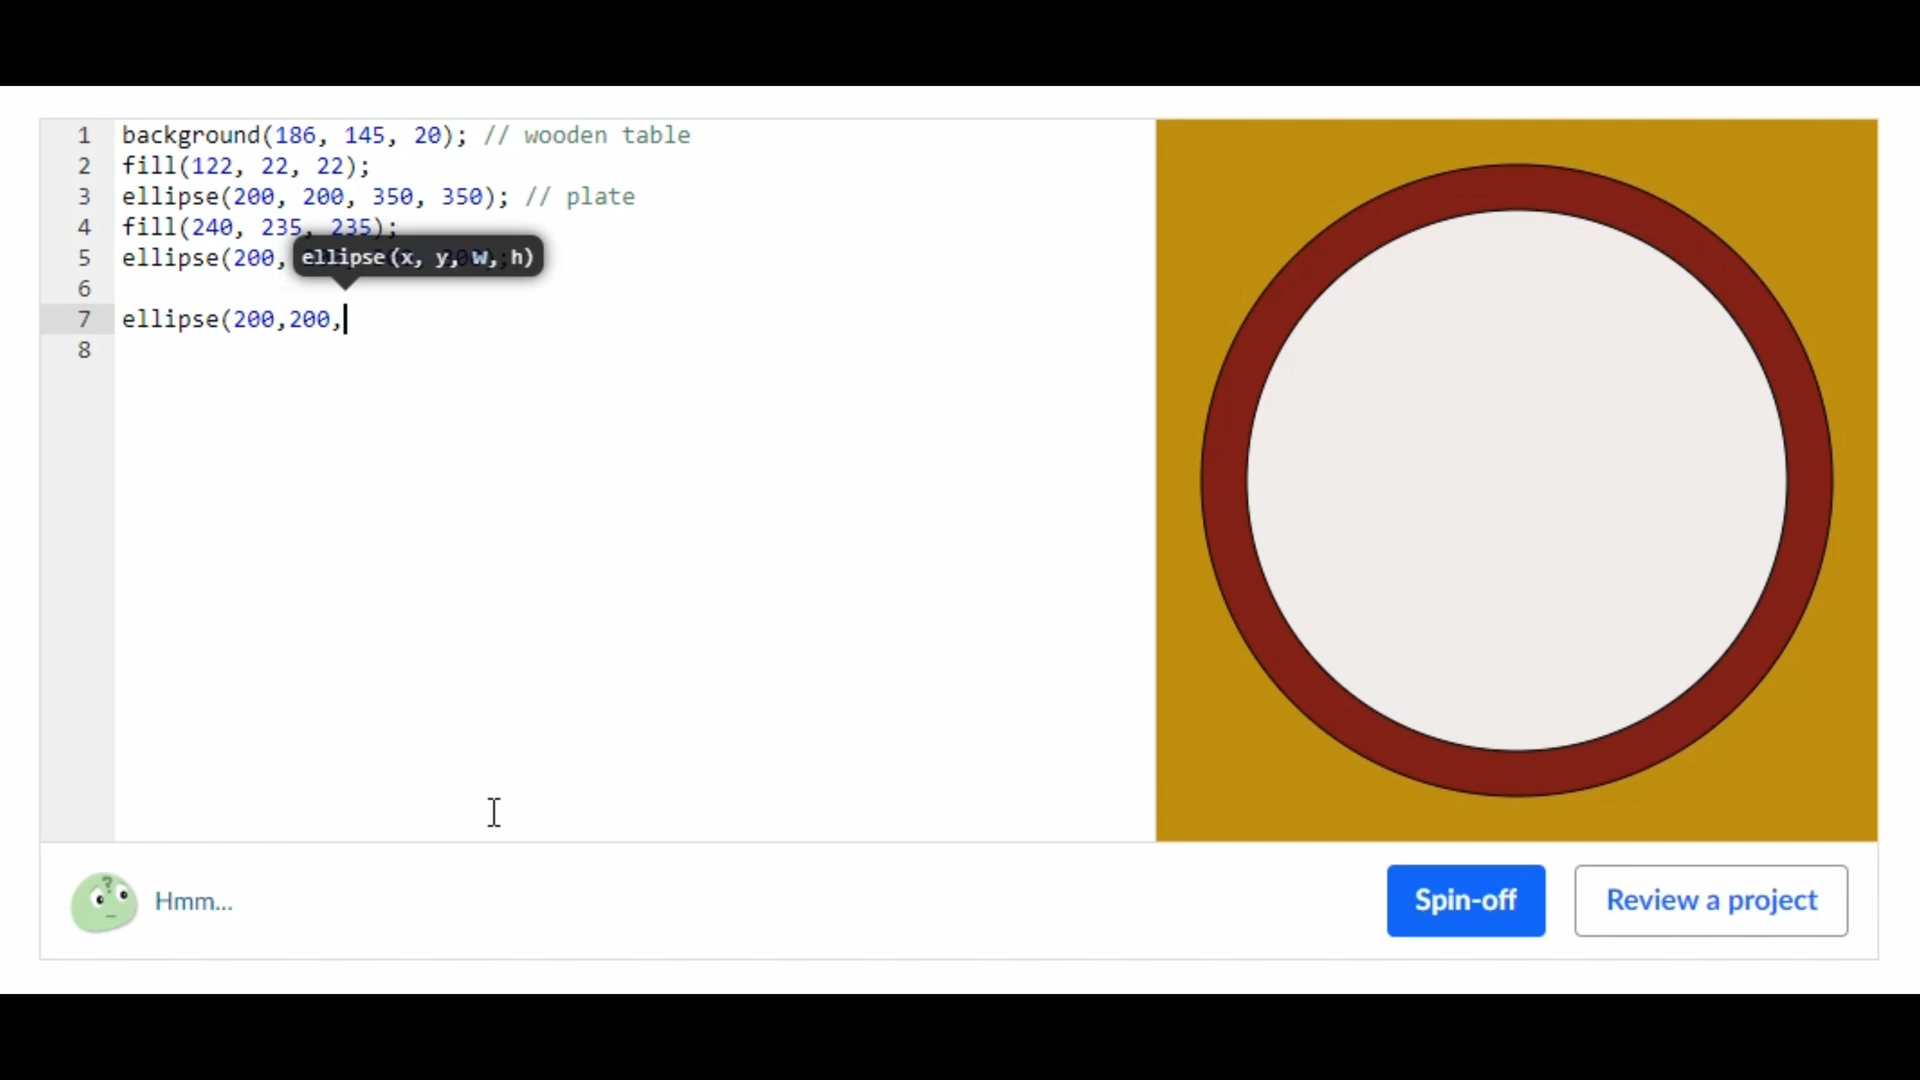 1 background(186, 145, 20); // wooden table
2 fill(122, 22, 22);
3 ellipse(200, 200, 350, 350); // plate
4 fill(240, 235, 235);
5 ellipse(200,
ellipse(x, y, w, h)
6
7 ellipse(200,200,
8
Hmm...
Spin-off
Review a project